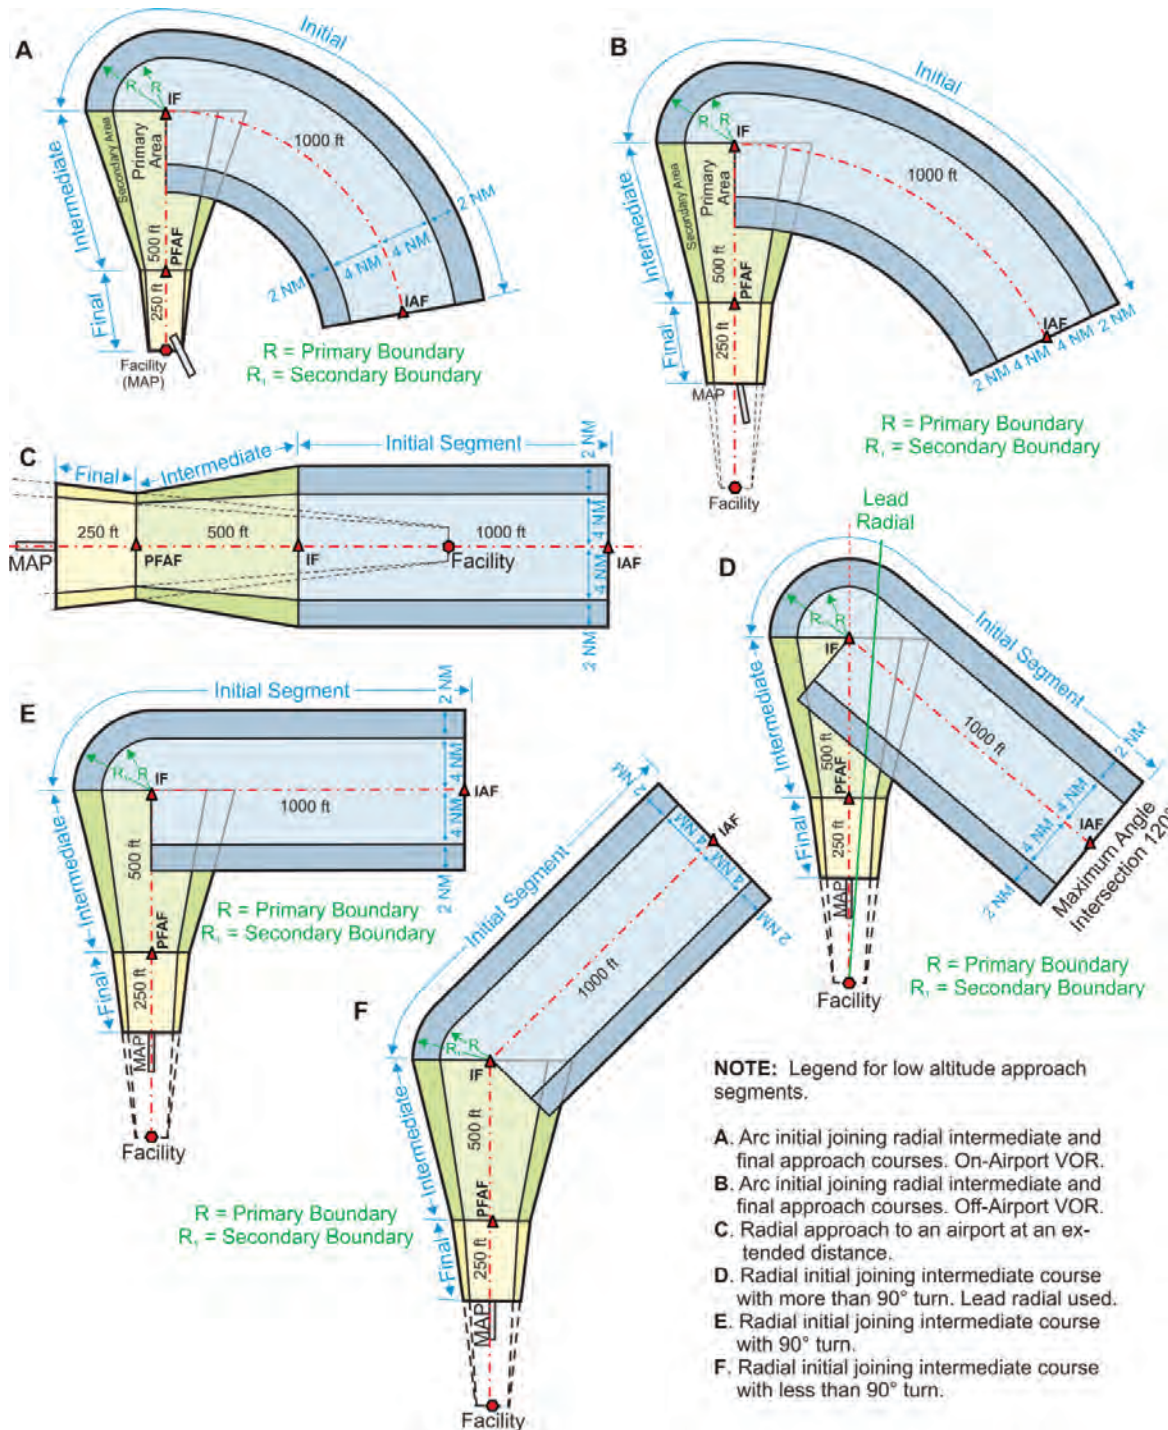 A
Initial
R₁
R
IF
Secondary Area
Primary
Area
1000 ft
Intermediate
500 ft
PFAF
2 NM
4 NM
4 NM
2 NM
IAF
Final
250 ft
Facility
(MAP)
R = Primary Boundary
R₁ = Secondary Boundary
B
Initial
R₁
R
IF
Secondary Area
Primary Area
1000 ft
Intermediate
500 ft
PFAF
IAF
2 NM
4 NM
4 NM
2 NM
Final
250 ft
MAP
Facility
R = Primary Boundary
R₁ = Secondary Boundary
C
Final
Intermediate
Initial Segment
2 NM
4 NM
4 NM
2 NM
250 ft
500 ft
1000 ft
MAP
PFAF
IF
Facility
IAF
D
Lead
Radial
Initial Segment
R₁
R
IF
1000 ft
Intermediate
500 ft
PFAF
2 NM
4 NM
4 NM
2 NM
IAF
Final
250 ft
MAP
Maximum Angle
Intersection 120°
Facility
R = Primary Boundary
R₁ = Secondary Boundary
E
Initial Segment
2 NM
4 NM
4 NM
2 NM
R₁
R
IF
1000 ft
IAF
Intermediate
500 ft
PFAF
R = Primary Boundary
R₁ = Secondary Boundary
Final
250 ft
MAP
Facility
F
Initial Segment
2 NM
4 NM
4 NM
2 NM
IAF
1000 ft
R₁
R
IF
Intermediate
500 ft
PFAF
Final
250 ft
MAP
Facility
R = Primary Boundary
R₁ = Secondary Boundary
NOTE: Legend for low altitude approach
segments.
A. Arc initial joining radial intermediate and
final approach courses. On-Airport VOR.
B. Arc initial joining radial intermediate and
final approach courses. Off-Airport VOR.
C. Radial approach to an airport at an ex-
tended distance.
D. Radial initial joining intermediate course
with more than 90° turn. Lead radial used.
E. Radial initial joining intermediate course
with 90° turn.
F. Radial initial joining intermediate course
with less than 90° turn.